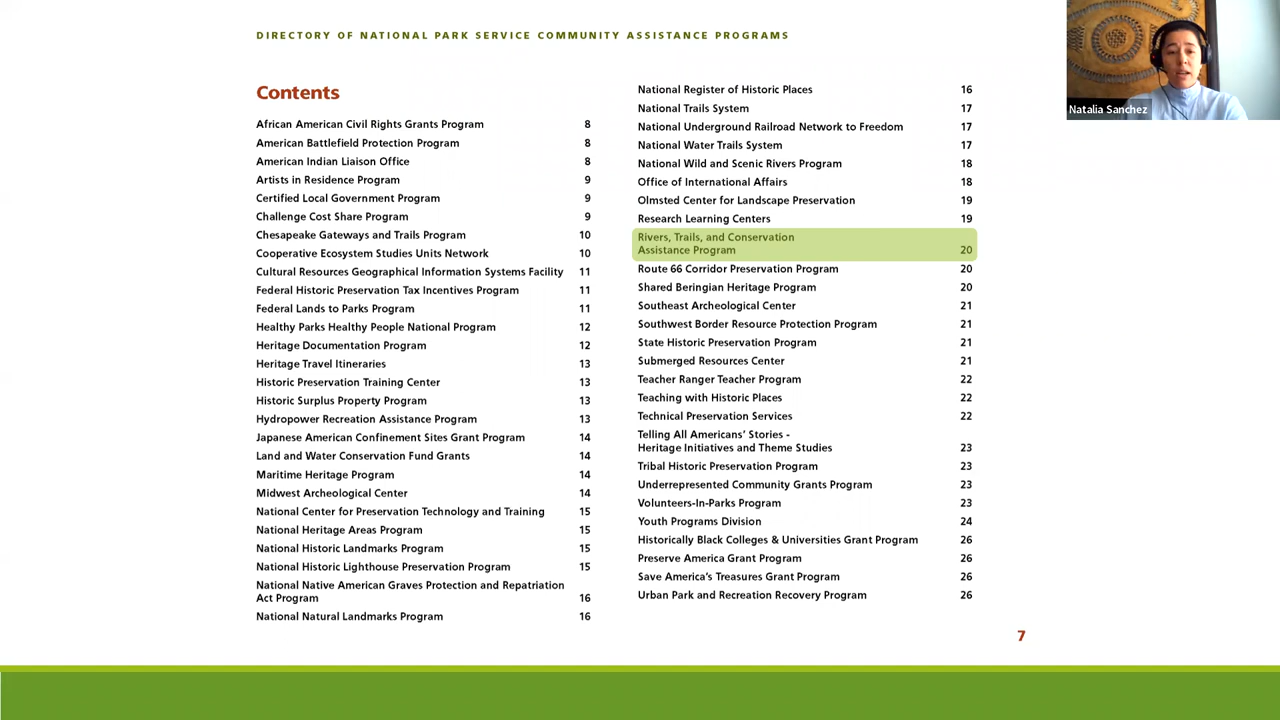 DIRECTORY OF NATIONAL PARK SERVICE COMMUNITY ASSISTANCE PROGRAMS
Contents
African American Civil Rights Grants Program 8
American Battlefield Protection Program 8
American Indian Liaison Office 8
Artists in Residence Program 9
Certified Local Government Program 9
Challenge Cost Share Program 9
Chesapeake Gateways and Trails Program 10
Cooperative Ecosystem Studies Units Network 10
Cultural Resources Geographical Information Systems Facility 11
Federal Historic Preservation Tax Incentives Program 11
Federal Lands to Parks Program 11
Healthy Parks Healthy People National Program 12
Heritage Documentation Program 12
Heritage Travel Itineraries 13
Historic Preservation Training Center 13
Historic Surplus Property Program 13
Hydropower Recreation Assistance Program 13
Japanese American Confinement Sites Grant Program 14
Land and Water Conservation Fund Grants 14
Maritime Heritage Program 14
Midwest Archeological Center 14
National Center for Preservation Technology and Training 15
National Heritage Areas Program 15
National Historic Landmarks Program 15
National Historic Lighthouse Preservation Program 15
National Native American Graves Protection and Repatriation
Act Program 16
National Natural Landmarks Program 16
National Register of Historic Places 16
National Trails System 17
National Underground Railroad Network to Freedom 17
National Water Trails System 17
National Wild and Scenic Rivers Program 18
Office of International Affairs 18
Olmsted Center for Landscape Preservation 19
Research Learning Centers 19
Rivers, Trails, and Conservation
Assistance Program 20
Route 66 Corridor Preservation Program 20
Shared Beringian Heritage Program 20
Southeast Archeological Center 21
Southwest Border Resource Protection Program 21
State Historic Preservation Program 21
Submerged Resources Center 21
Teacher Ranger Teacher Program 22
Teaching with Historic Places 22
Technical Preservation Services 22
Telling All Americans' Stories -
Heritage Initiatives and Theme Studies 23
Tribal Historic Preservation Program 23
Underrepresented Community Grants Program 23
Volunteers-In-Parks Program 23
Youth Programs Division 24
Historically Black Colleges & Universities Grant Program 26
Preserve America Grant Program 26
Save America's Treasures Grant Program 26
Urban Park and Recreation Recovery Program 26
7
Natalia Sanchez